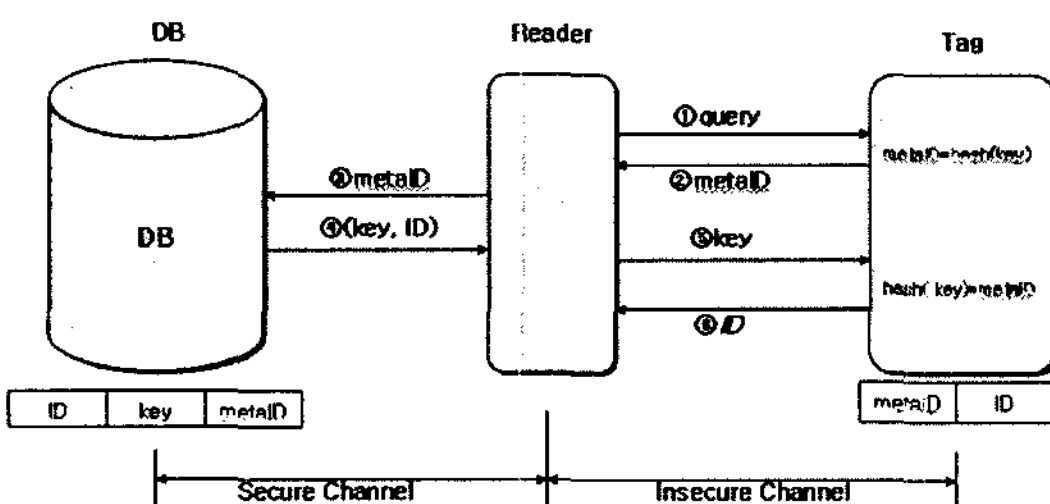 DB
Reader
Tag
①query
metaID=hash(key)
②metaID
③metaID
④(key, ID)
DB
⑤key
hash( key)=metaID
⑥ID
ID key metaID
metaID ID
Secure Channel
Insecure Channel